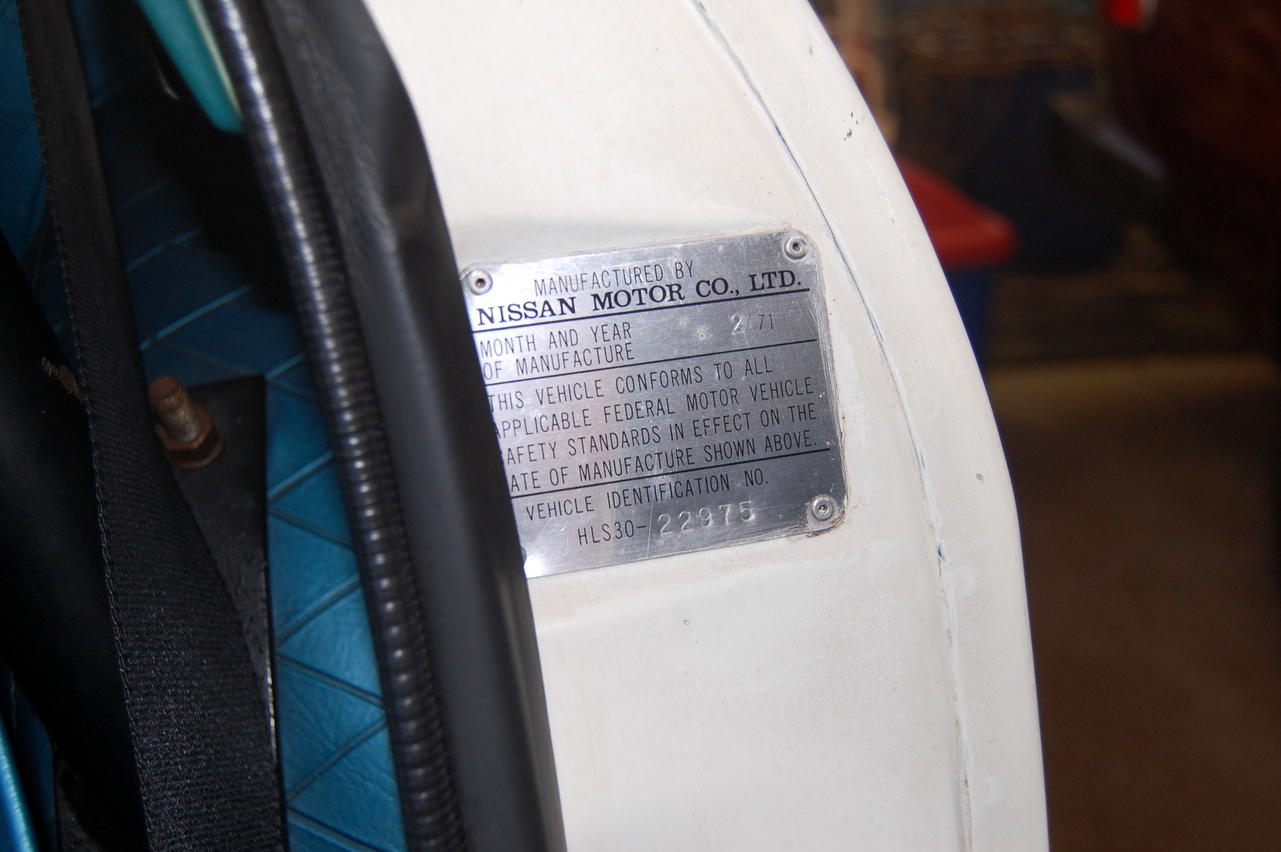 MANUFACTURED BY
NISSAN MOTOR CO., LTD.
MONTH AND YEAR
OF MANUFACTURE 2/71
THIS VEHICLE CONFORMS TO ALL
APPLICABLE FEDERAL MOTOR VEHICLE
SAFETY STANDARDS IN EFFECT ON THE
DATE OF MANUFACTURE SHOWN ABOVE.
VEHICLE IDENTIFICATION NO.
HLS30-22975